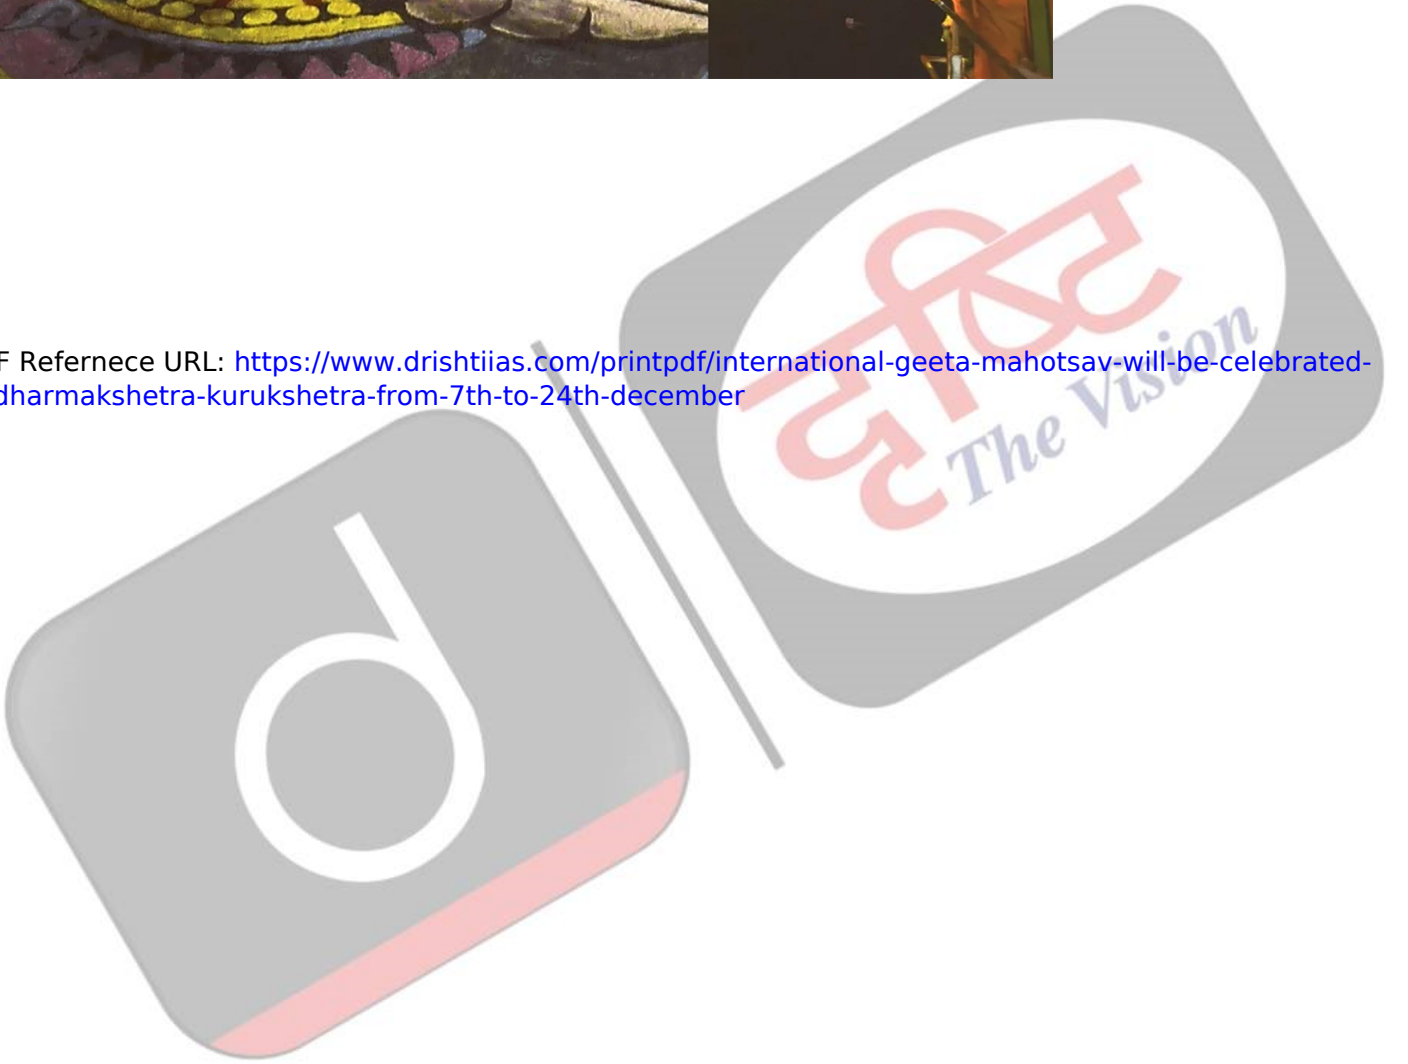 F Refernece URL: https://www.drishtiias.com/printpdf/international-geeta-mahotsav-will-be-celebrated-
dharmakshetra-kurukshetra-from-7th-to-24th-december
दृष्टि
The Vision
d